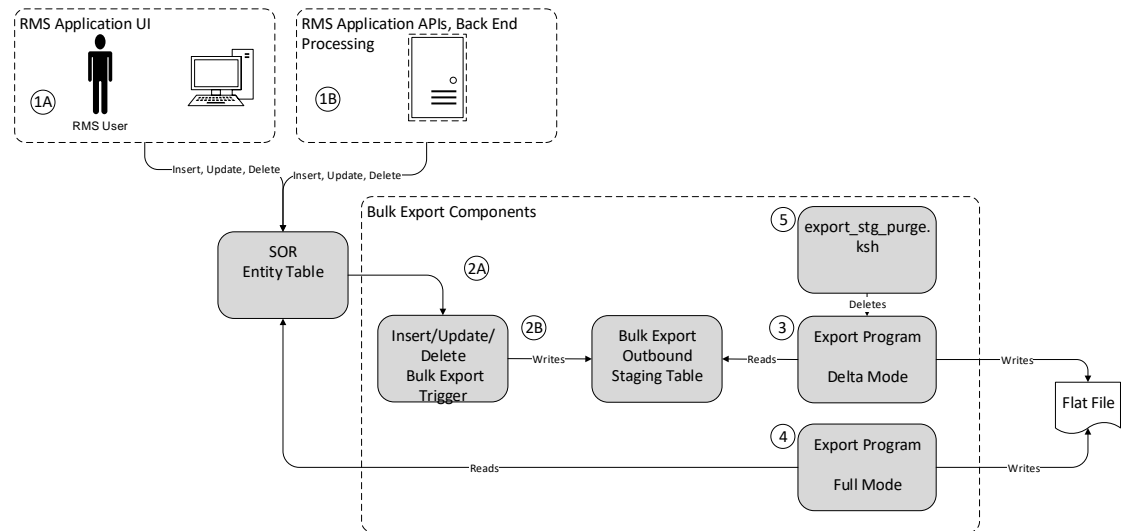 RMS Application UI
1A
RMS User
RMS Application APIs, Back End
Processing
1B
Insert, Update, Delete
Insert, Update, Delete
Bulk Export Components
SOR
Entity Table
2A
5
export_stg_purge.
ksh
Deletes
Insert/Update/
Delete
Bulk Export
Trigger
2B
Writes
Bulk Export
Outbound
Staging Table
Reads
3
Export Program
Delta Mode
Writes
Flat File
4
Export Program
Full Mode
Reads
Writes